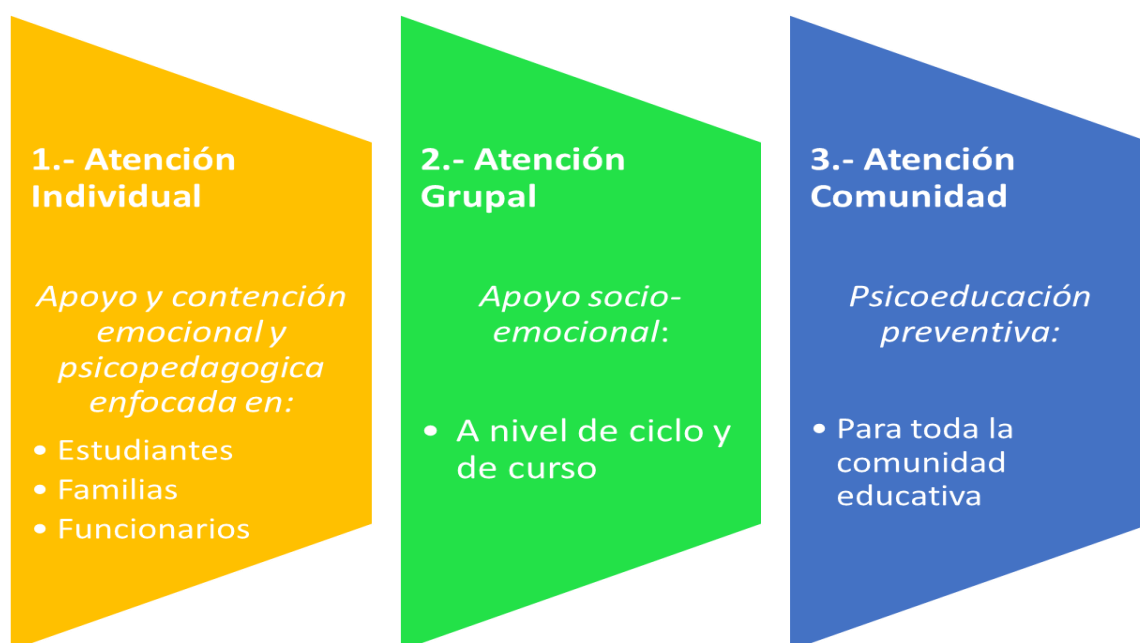 1.- Atención
Individual
Apoyo y contención
emocional y
psicopedagogica
enfocada en:
• Estudiantes
• Familias
• Funcionarios
2.- Atención
Grupal
Apoyo socio-
emocional:
• A nivel de ciclo y
de curso
3.- Atención
Comunidad
Psicoeducación
preventiva:
• Para toda la
comunidad
educativa